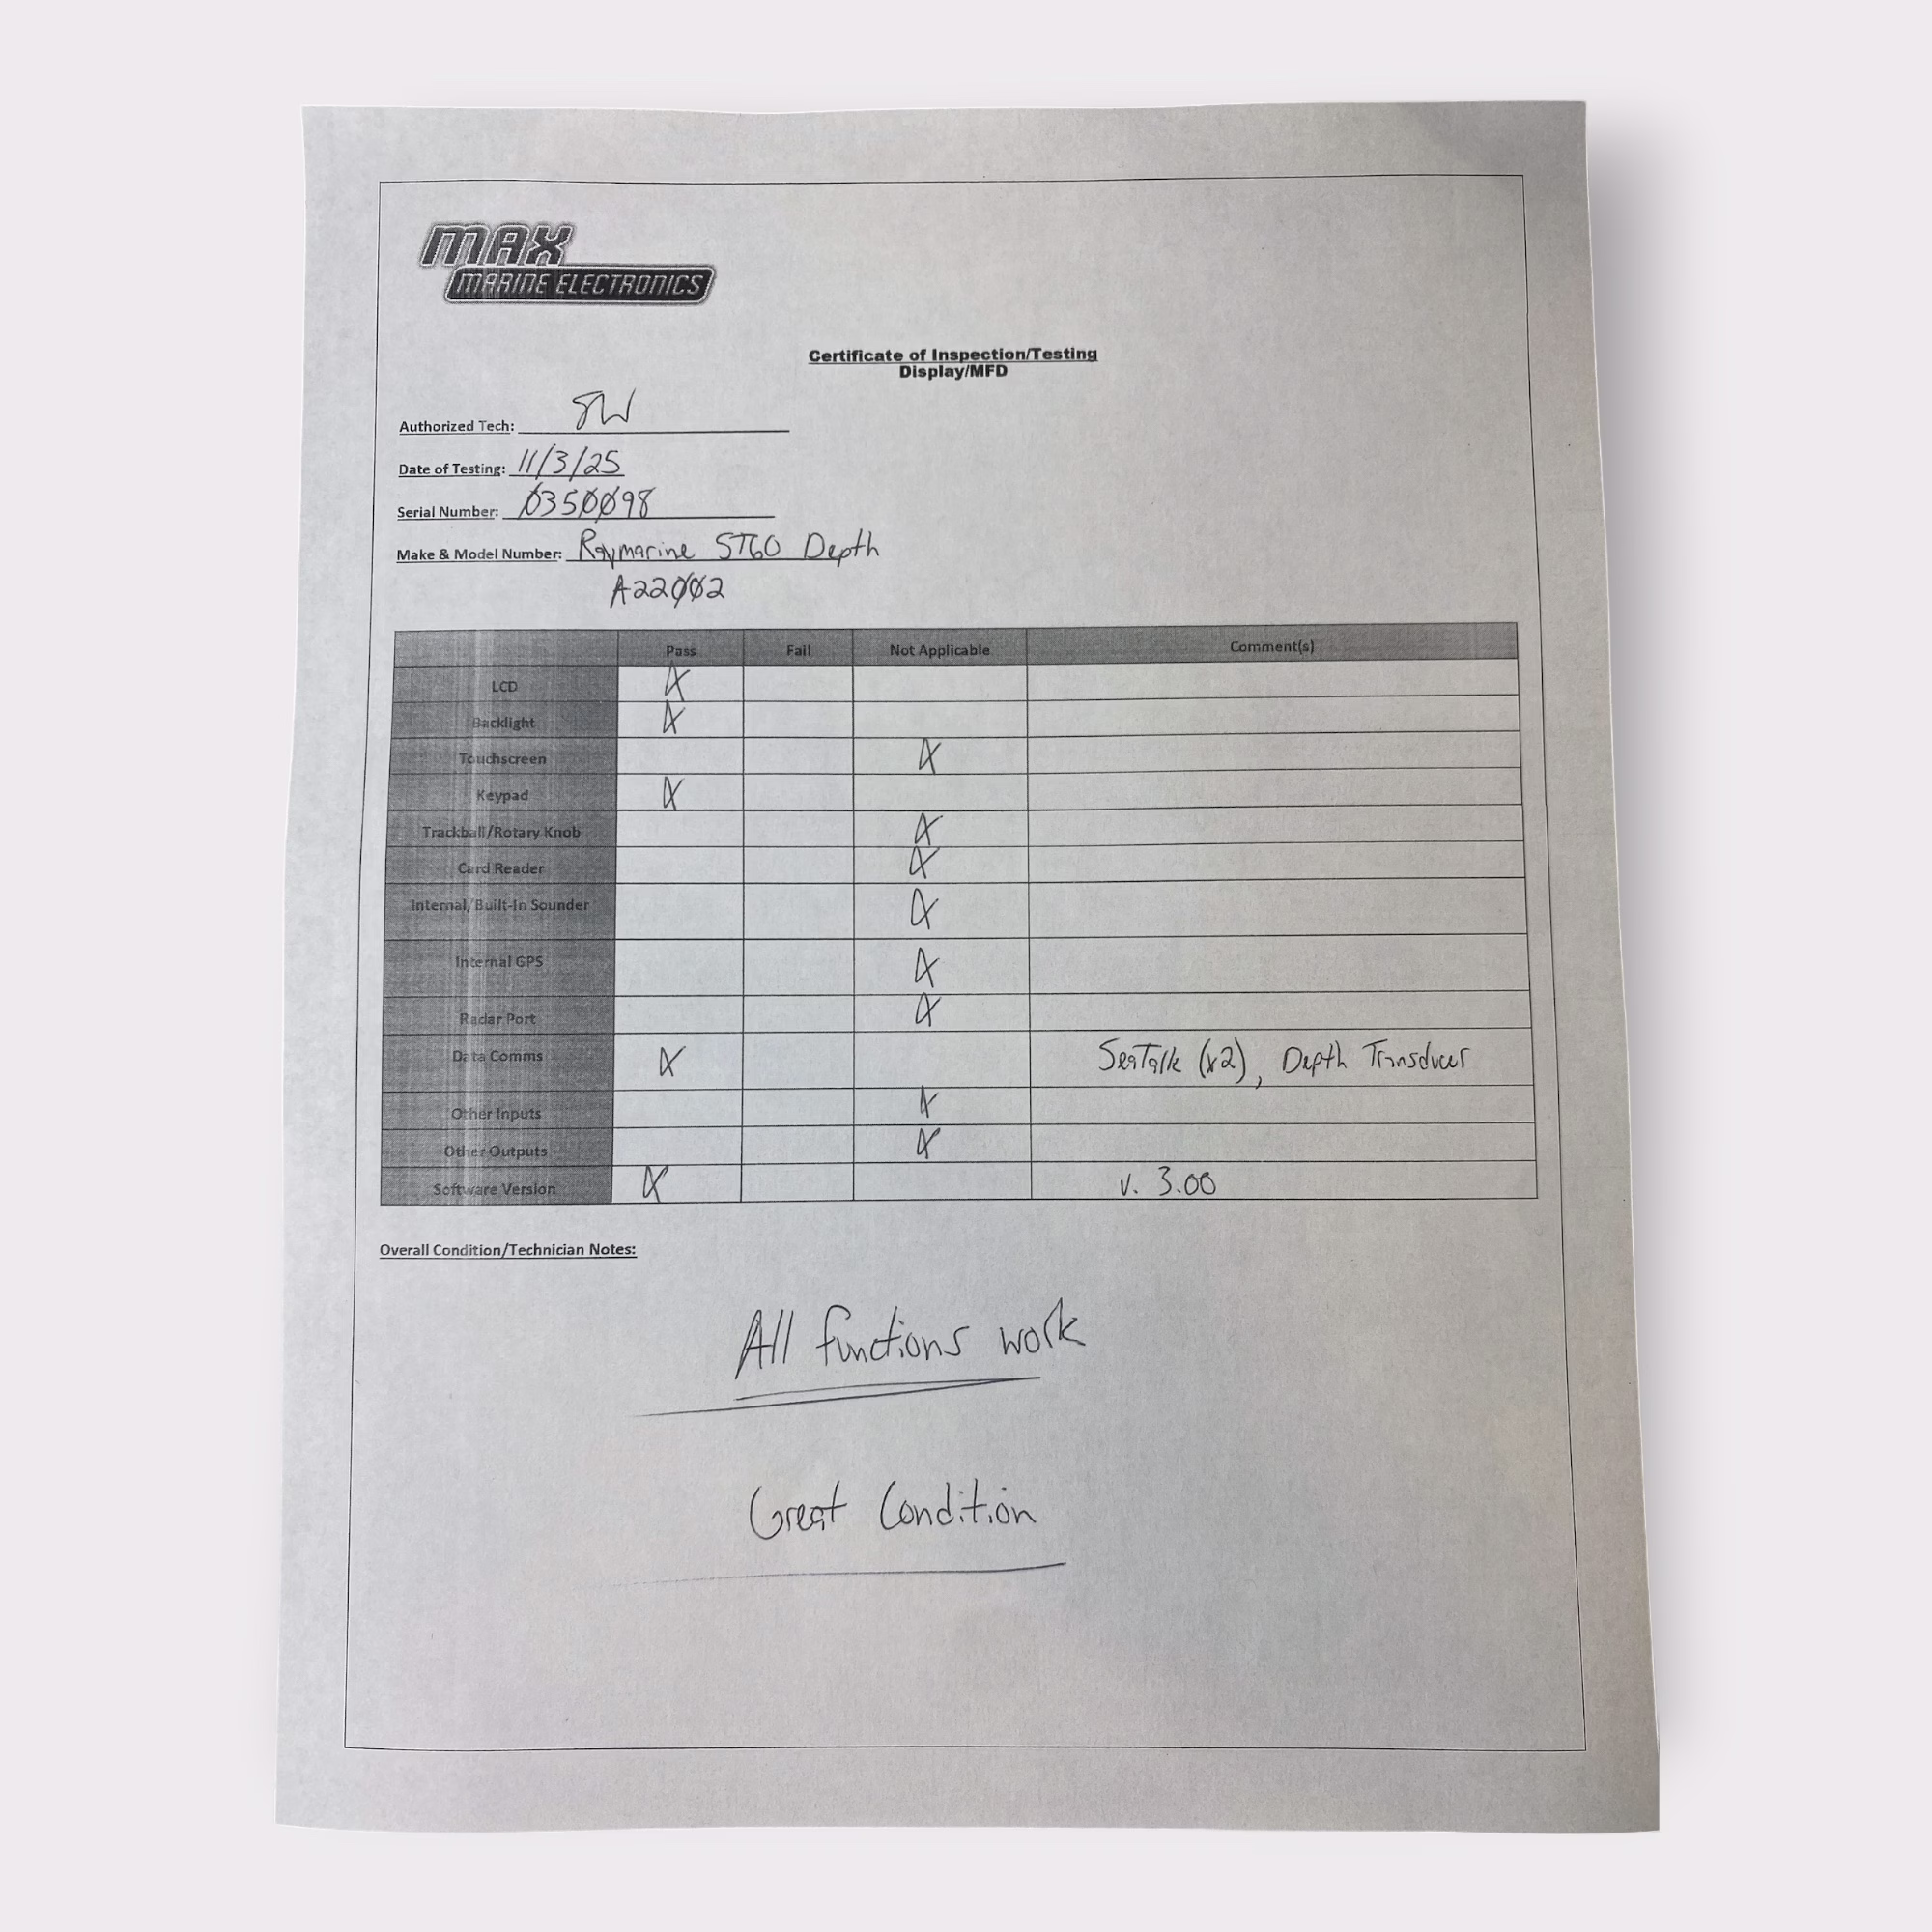 MAX
MARINE ELECTRONICS
Certificate of Inspection/Testing
Display/MFD
Authorized Tech: SW
Date of Testing: 11/3/25
Serial Number: 0350098
Make & Model Number: Raymarine ST60 Depth
A22002
Pass Fail Not Applicable Comment(s)
LCD X
Backlight X
Touchscreen X
Keypad X
Trackball/Rotary Knob X
Card Reader X
Internal/Built-In Sounder X
Internal GPS X
Radar Port X
Data Comms X SeaTalk (x2), Depth Transducer
Other Inputs X
Other Outputs X
Software Version X v. 3.00
Overall Condition/Technician Notes:
All functions work
Great Condition